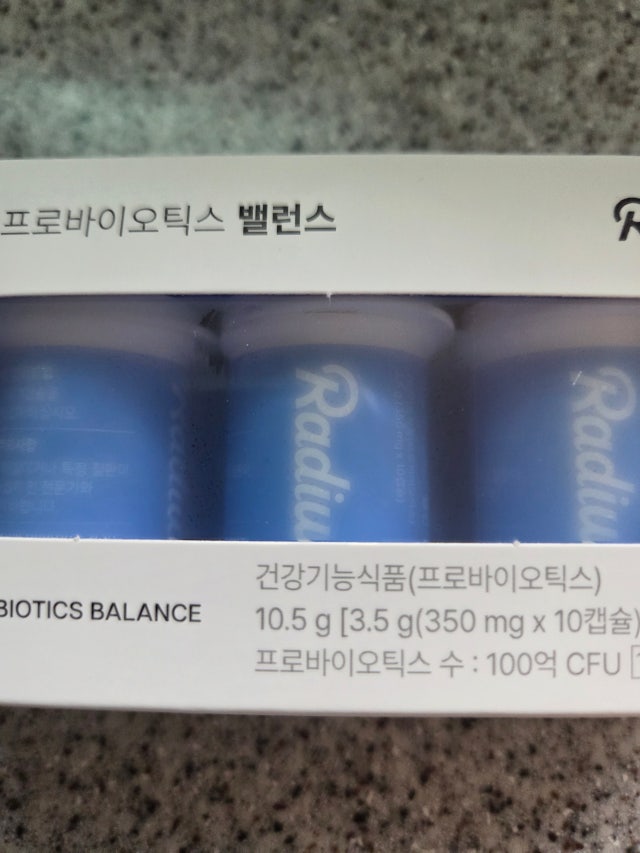 프로바이오틱스 밸런스
R
Radiu
Radiu
BIOTICS BALANCE
건강기능식품(프로바이오틱스)
10.5 g [3.5 g(350 mg x 10캡슐)
프로바이오틱스 수 : 100억 CFU